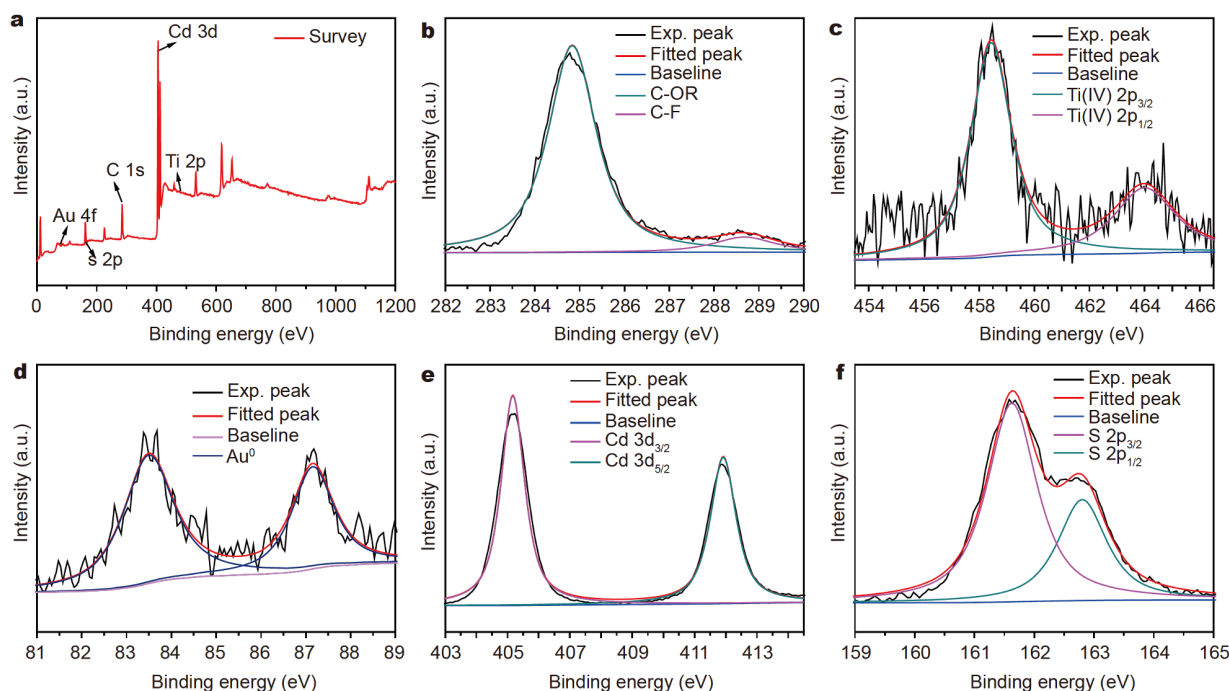 a
Cd 3d
Survey
C 1s
Ti 2p
Au 4f
s 2p
Intensity (a.u.)
0 200 400 600 800 1000 1200
Binding energy (eV)
b
Exp. peak
Fitted peak
Baseline
C-OR
C-F
Intensity (a.u.)
282 283 284 285 286 287 288 289 290
Binding energy (eV)
c
Exp. peak
Fitted peak
Baseline
Ti(IV) 2p3/2
Ti(IV) 2p1/2
Intensity (a.u.)
454 456 458 460 462 464 466
Binding energy (eV)
d
Exp. peak
Fitted peak
Baseline
Au⁰
Intensity (a.u.)
81 82 83 84 85 86 87 88 89
Binding energy (eV)
e
Exp. peak
Fitted peak
Baseline
Cd 3d3/2
Cd 3d5/2
Intensity (a.u.)
403 405 407 409 411 413
Binding energy (eV)
f
Exp. peak
Fitted peak
Baseline
S 2p3/2
S 2p1/2
Intensity (a.u.)
159 160 161 162 163 164 165
Binding energy (eV)